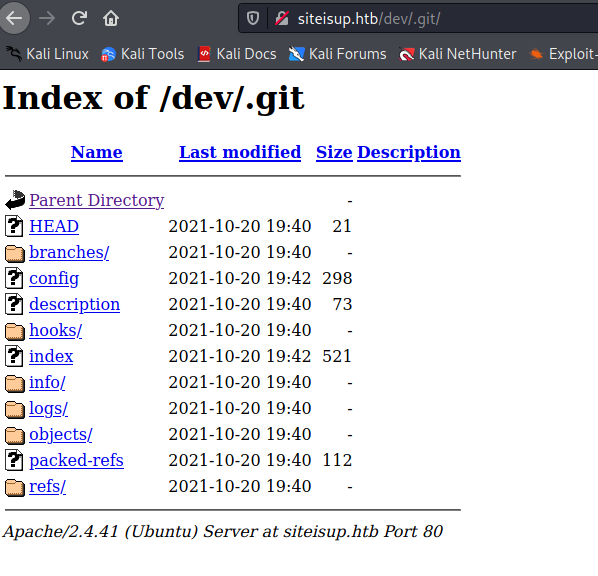 siteisup.htb/dev/.git/
Kali Linux Kali Tools Kali Docs Kali Forums Kali NetHunter Exploit-
Index of /dev/.git
Name Last modified Size Description
Parent Directory -
HEAD 2021-10-20 19:40 21
branches/ 2021-10-20 19:40 -
config 2021-10-20 19:42 298
description 2021-10-20 19:40 73
hooks/ 2021-10-20 19:40 -
index 2021-10-20 19:42 521
info/ 2021-10-20 19:40 -
logs/ 2021-10-20 19:40 -
objects/ 2021-10-20 19:40 -
packed-refs 2021-10-20 19:40 112
refs/ 2021-10-20 19:40 -
Apache/2.4.41 (Ubuntu) Server at siteisup.htb Port 80